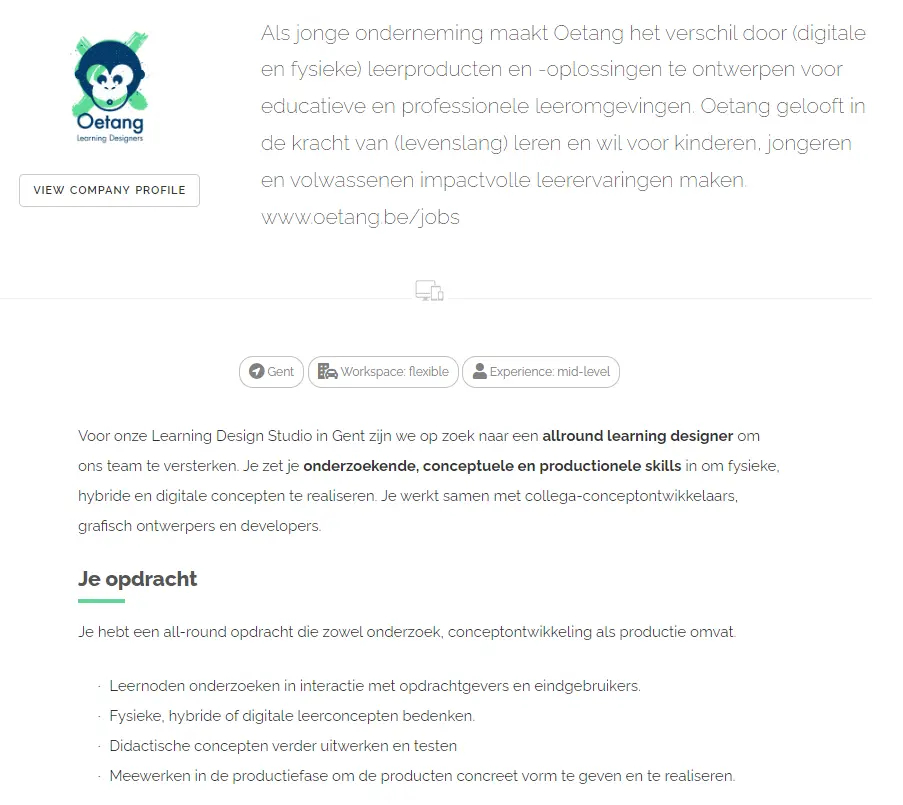 Oetang
Learning Designers
VIEW COMPANY PROFILE
Als jonge onderneming maakt Oetang het verschil door (digitale
en fysieke) leerproducten en -oplossingen te ontwerpen voor
educatieve en professionele leeromgevingen. Oetang gelooft in
de kracht van (levenslang) leren en wil voor kinderen, jongeren
en volwassenen impactvolle leerervaringen maken.
www.oetang.be/jobs
Gent
Workspace: flexible
Experience: mid-level
Voor onze Learning Design Studio in Gent zijn we op zoek naar een allround learning designer om
ons team te versterken. Je zet je onderzoekende, conceptuele en productionele skills in om fysieke,
hybride en digitale concepten te realiseren. Je werkt samen met collega-conceptontwikkelaars,
grafisch ontwerpers en developers.
Je opdracht
Je hebt een all-round opdracht die zowel onderzoek, conceptontwikkeling als productie omvat.
· Leernoden onderzoeken in interactie met opdrachtgevers en eindgebruikers.
· Fysieke, hybride of digitale leerconcepten bedenken.
· Didactische concepten verder uitwerken en testen
· Meewerken in de productiefase om de producten concreet vorm te geven en te realiseren.